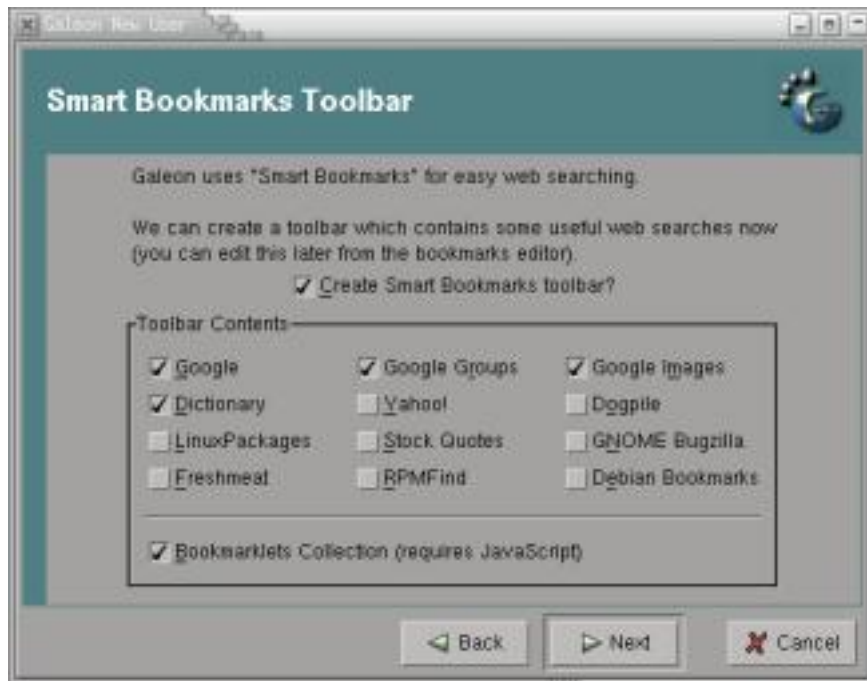 Galeon New User
Smart Bookmarks Toolbar
Galeon uses "Smart Bookmarks" for easy web searching.
We can create a toolbar which contains some useful web searches now
(you can edit this later from the bookmarks editor).
Create Smart Bookmarks toolbar?
Toolbar Contents
Google Google Groups Google Images
Dictionary Yahoo! Dogpile
LinuxPackages Stock Quotes GNOME Bugzilla
Freshmeat RPMFind Debian Bookmarks
Bookmarklets Collection (requires JavaScript)
Back Next Cancel